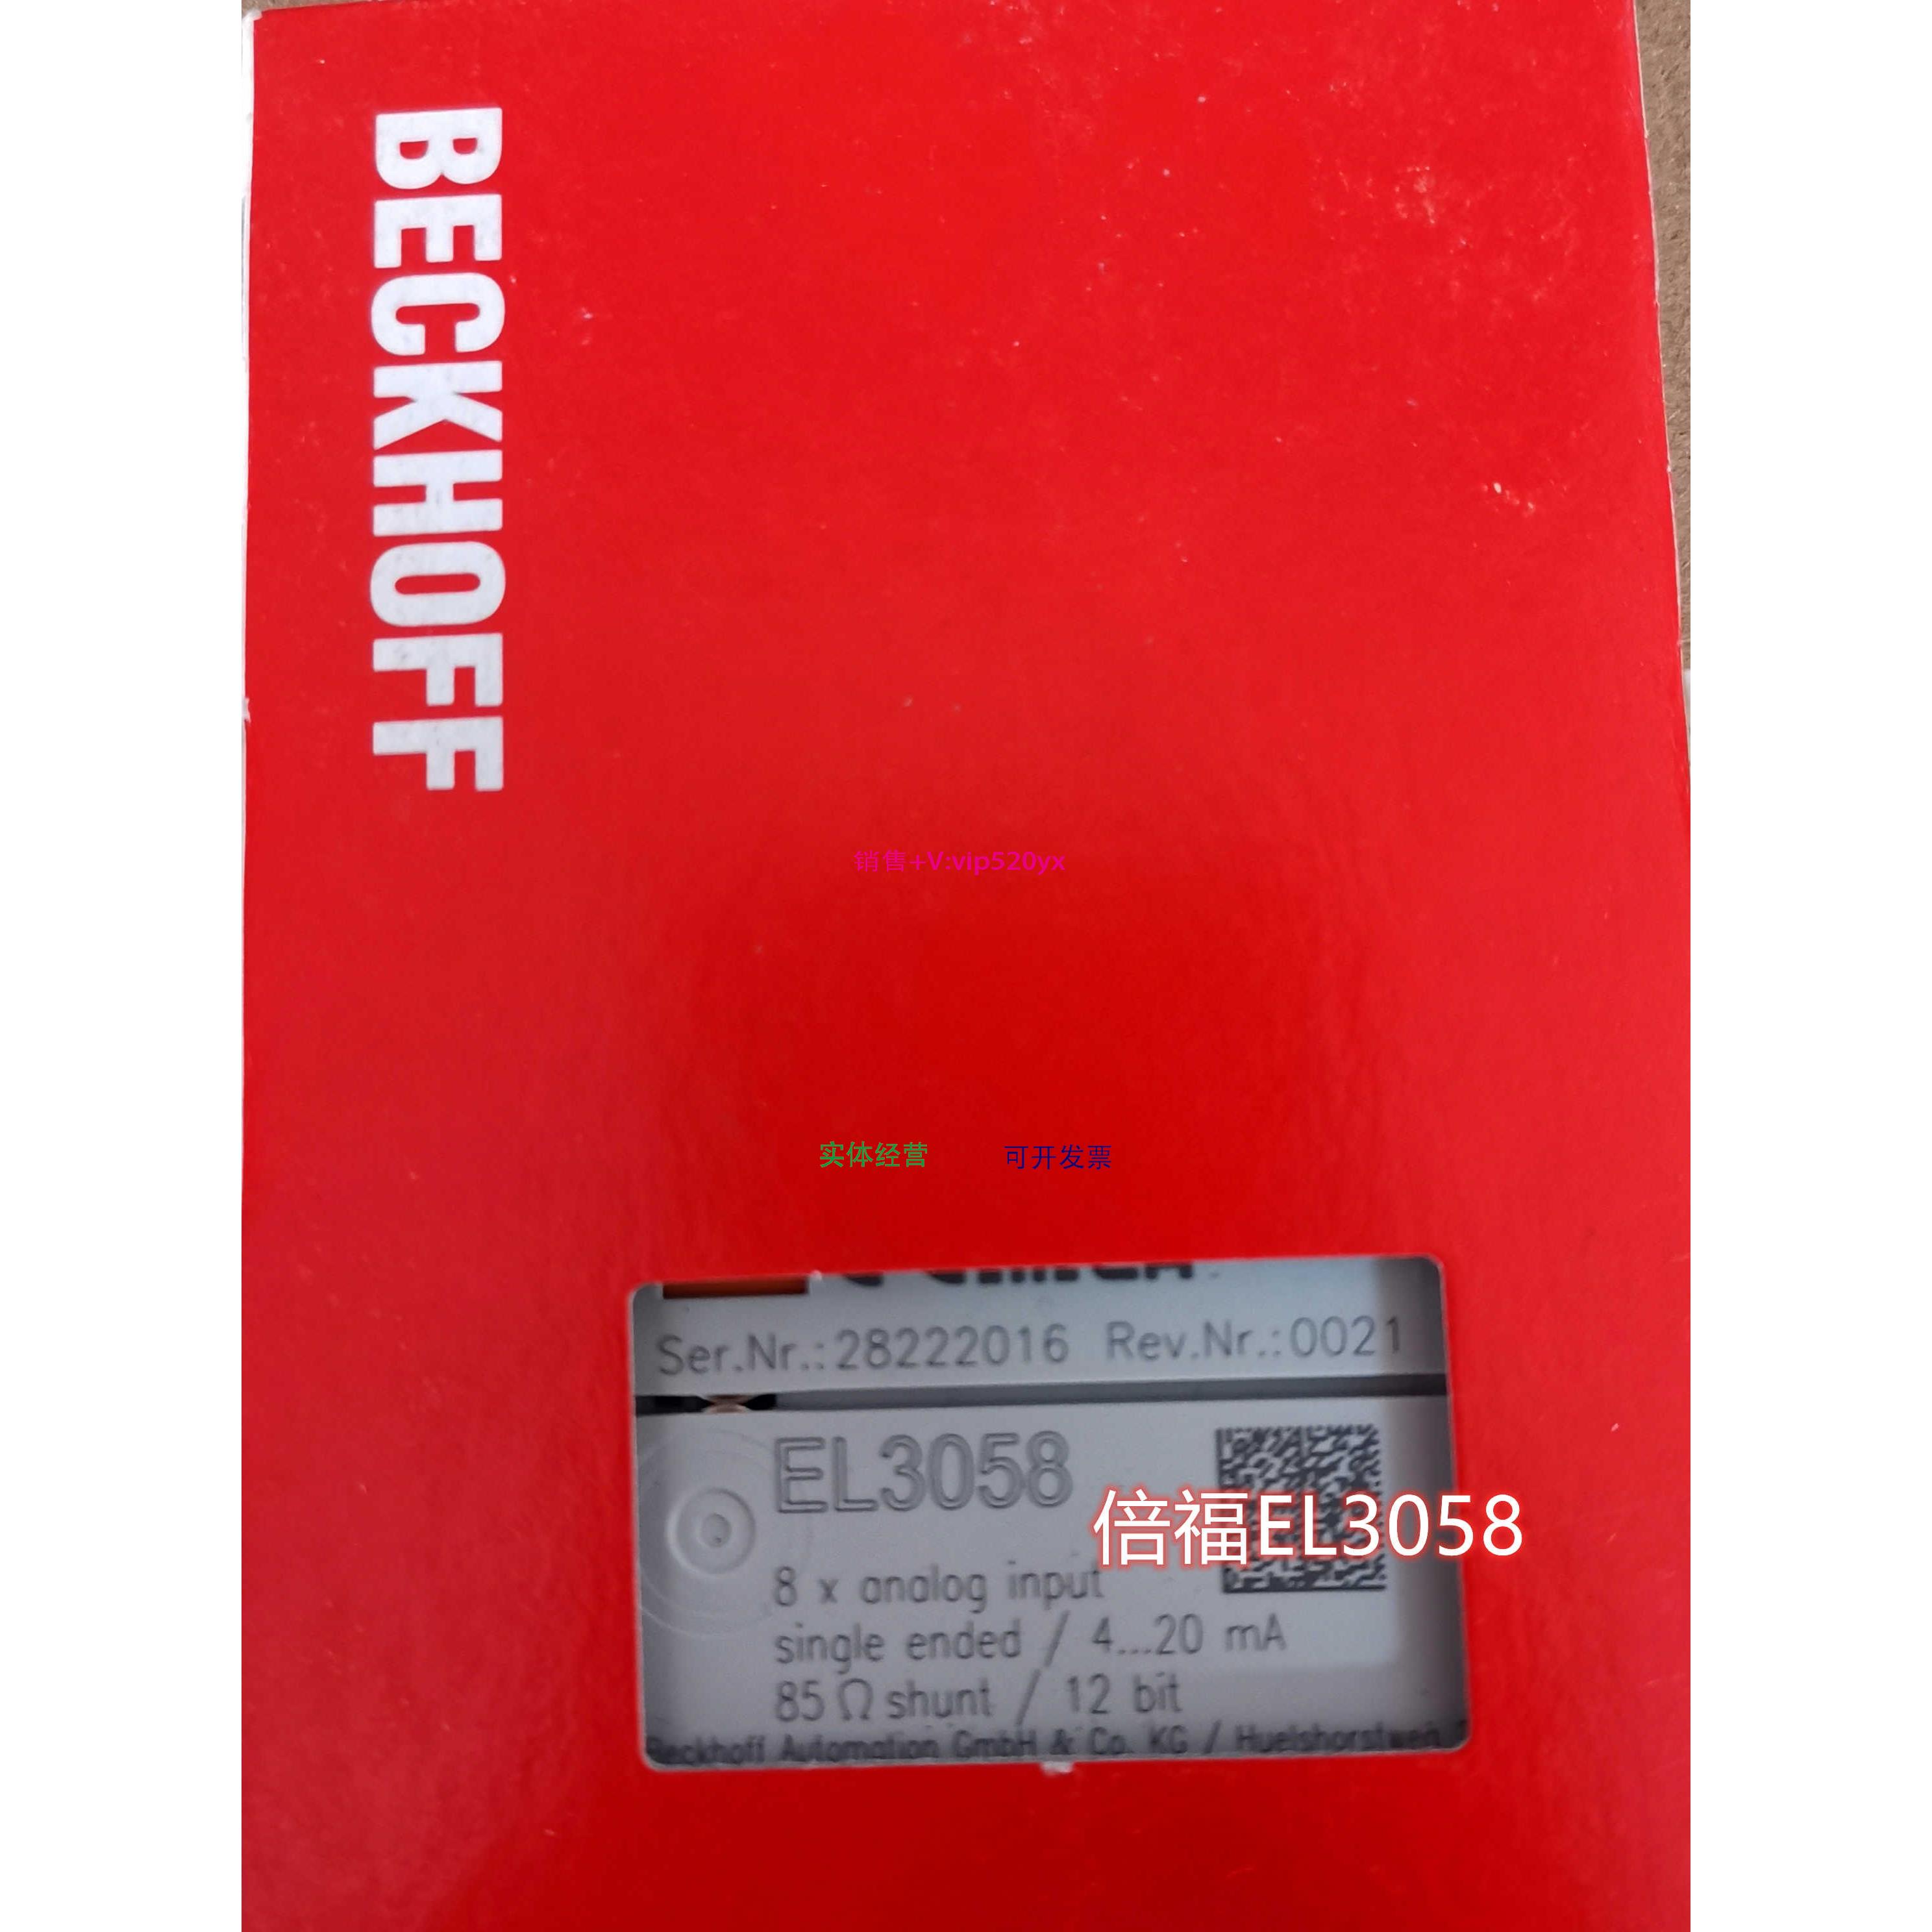 BECKHOFF
销售+V:vip520yx
实体经营
可开发票
Ser.Nr.:28222016 Rev.Nr.:0021
EL3058
倍福EL3058
8 x analog input
single ended / 4...20 mA
85 Ω shunt / 12 bit
Beckhoff Automation GmbH & Co. KG / Huelshorstweg